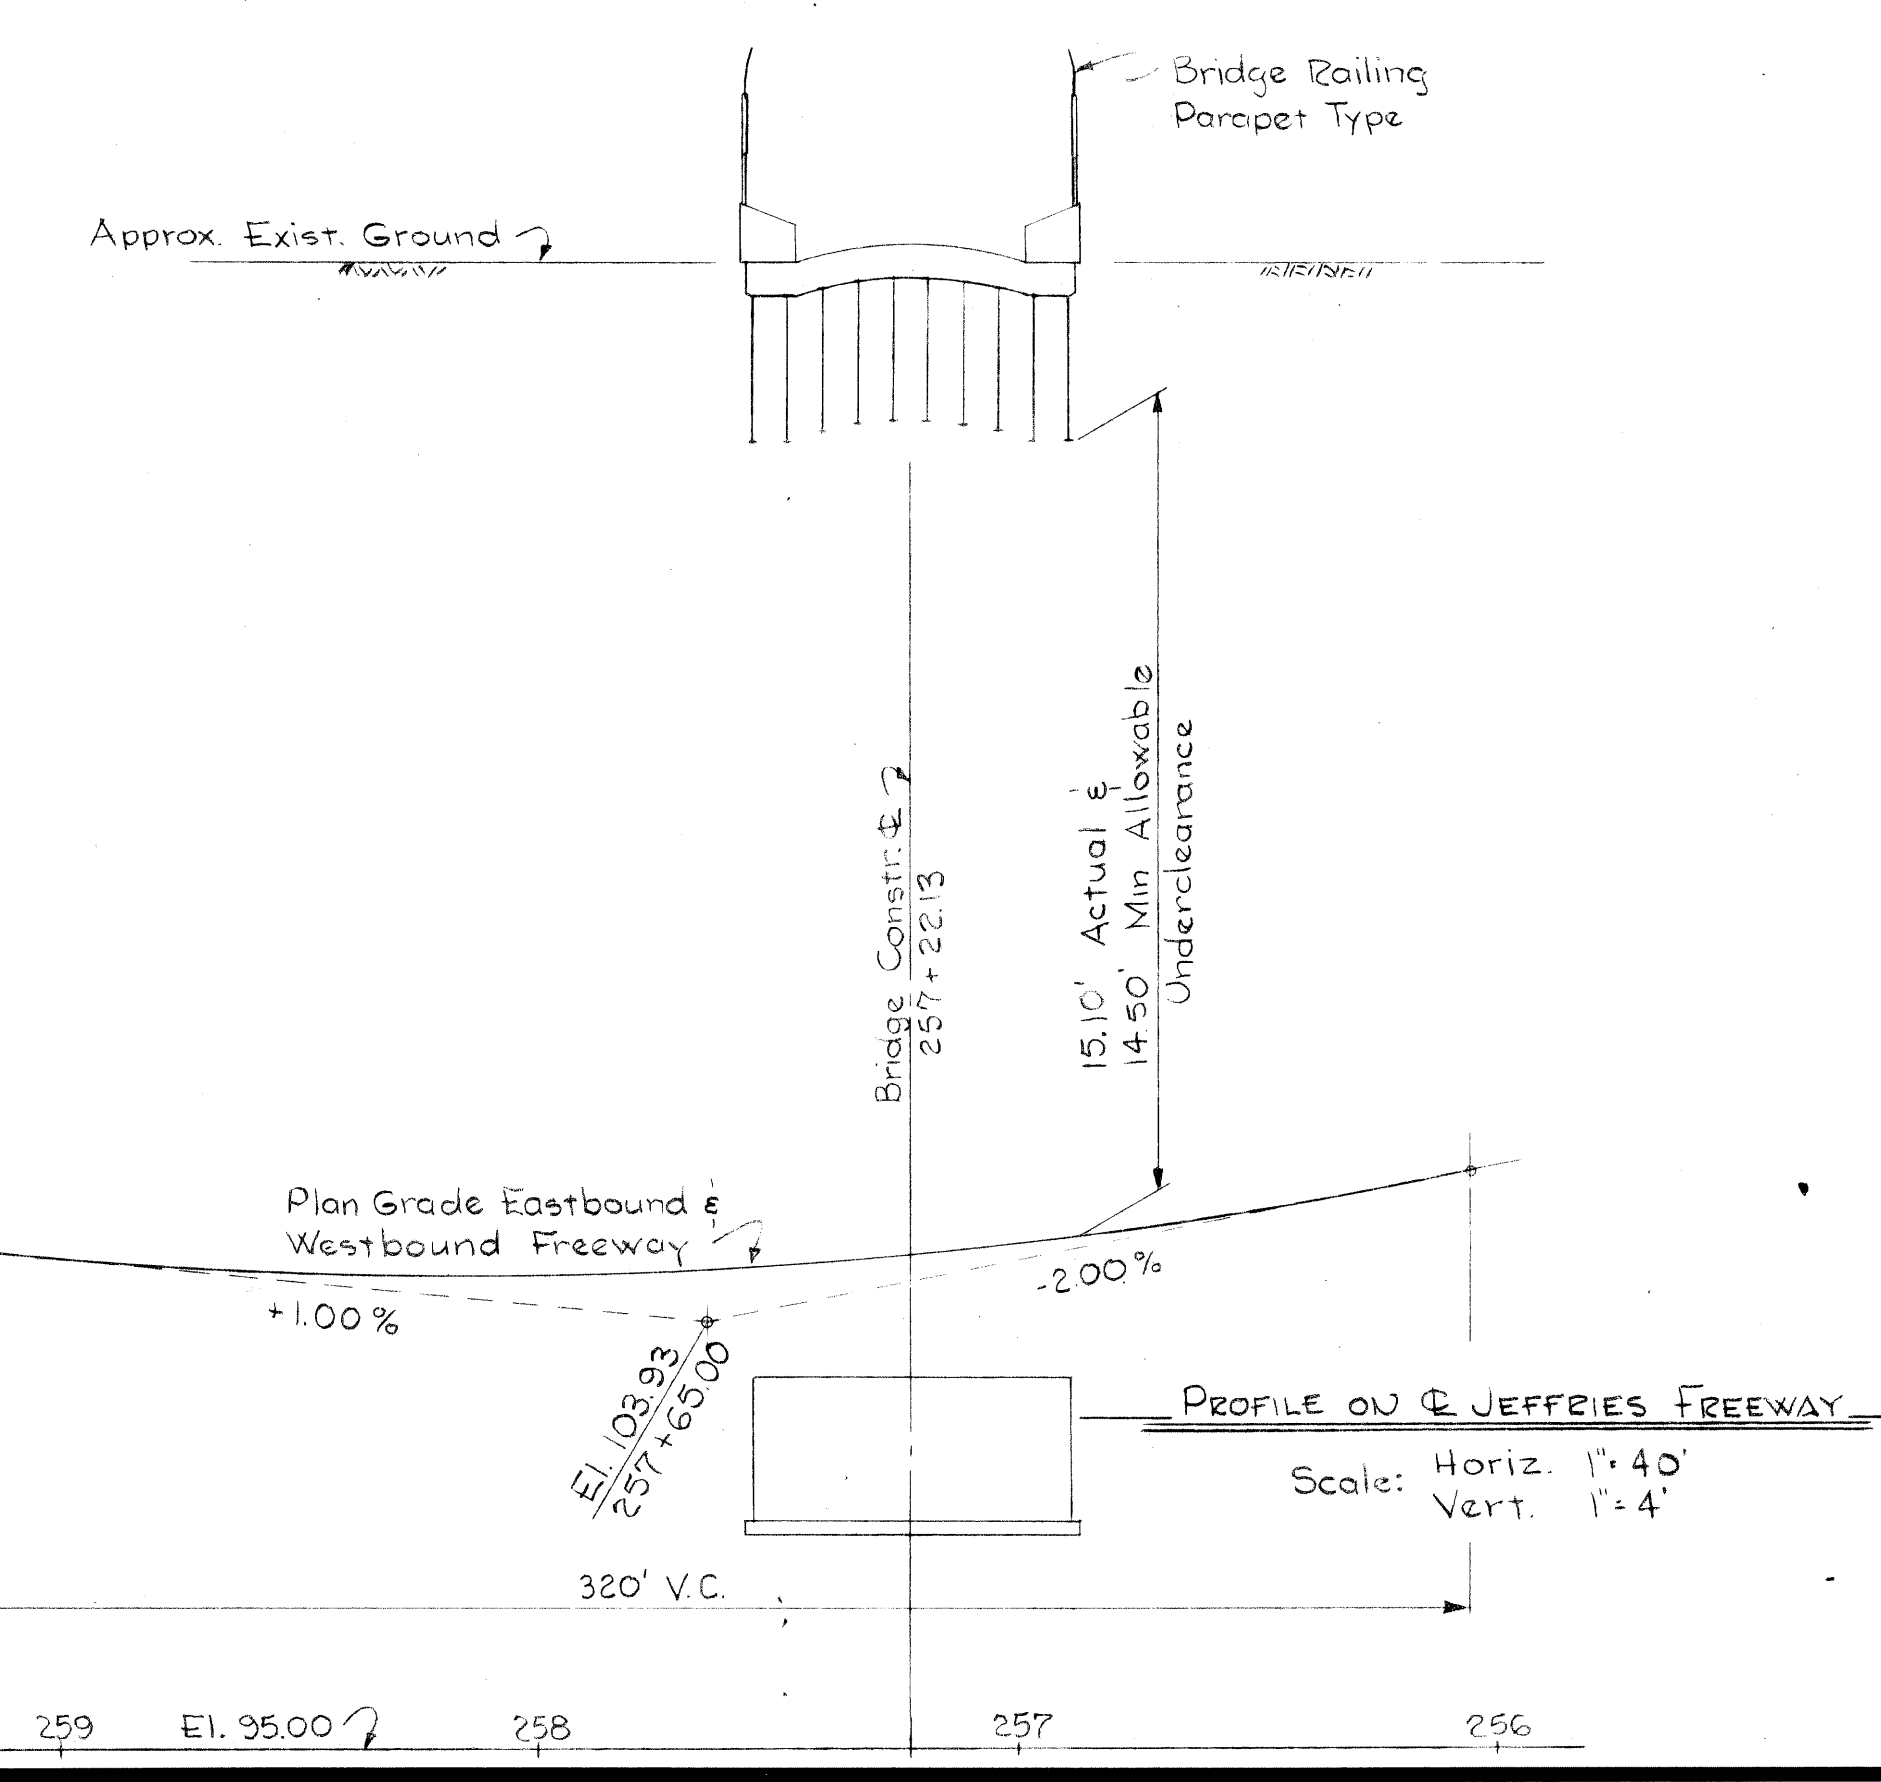 Bridge Railing
Parapet Type
Approx. Exist. Ground
Bridge Constr. ℄
257+22.13
15.10' Actual &
14.50' Min Allowable
Underclearance
Plan Grade Eastbound &
Westbound Freeway
+1.00%
-2.00%
El. 103.93
257+65.00
PROFILE ON ℄ JEFFRIES FREEWAY
Scale: Horiz. 1"=40'
Vert. 1"=4'
320' V.C.
259 El. 95.00 258 257 256